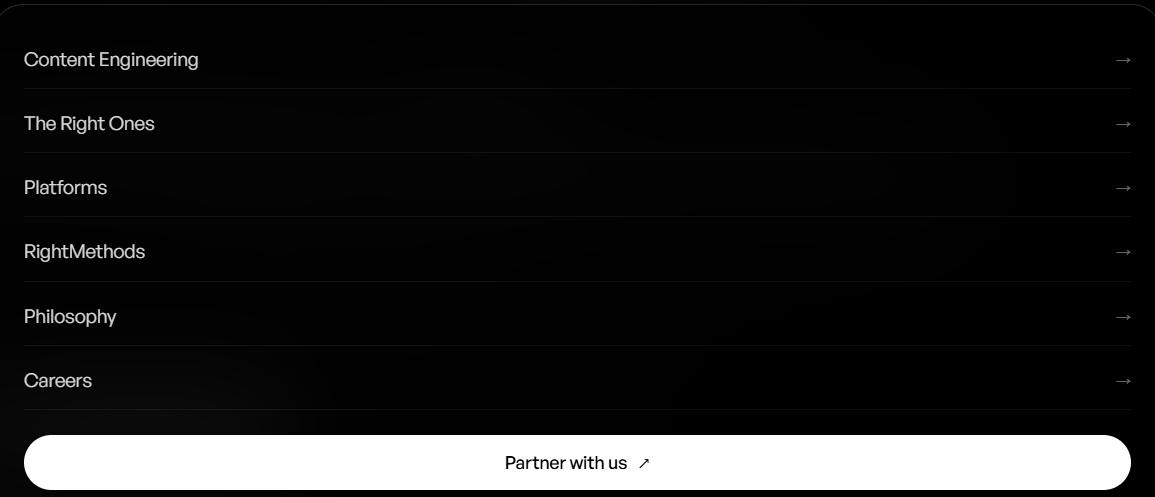 Content Engineering →
The Right Ones →
Platforms →
RightMethods →
Philosophy →
Careers →
Partner with us ↗